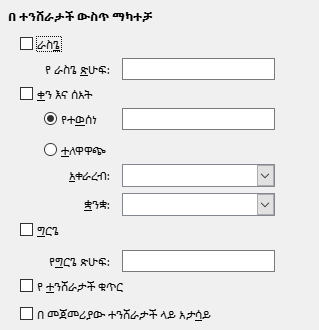 በ ተንሸራታች ውስጥ ማካተቻ
ራስጌ
የ ራስጌ ጽሁፍ:
ቀን እና ሰአት
የተወሰነ
ተለዋዋጭ
አቀራረብ:
ቋንቋ:
ግርጌ
የግርጌ ጽሁፍ:
የ ተንሸራታች ቁጥር
በ መጀመሪያው ተንሸራታች ላይ አታሳይ